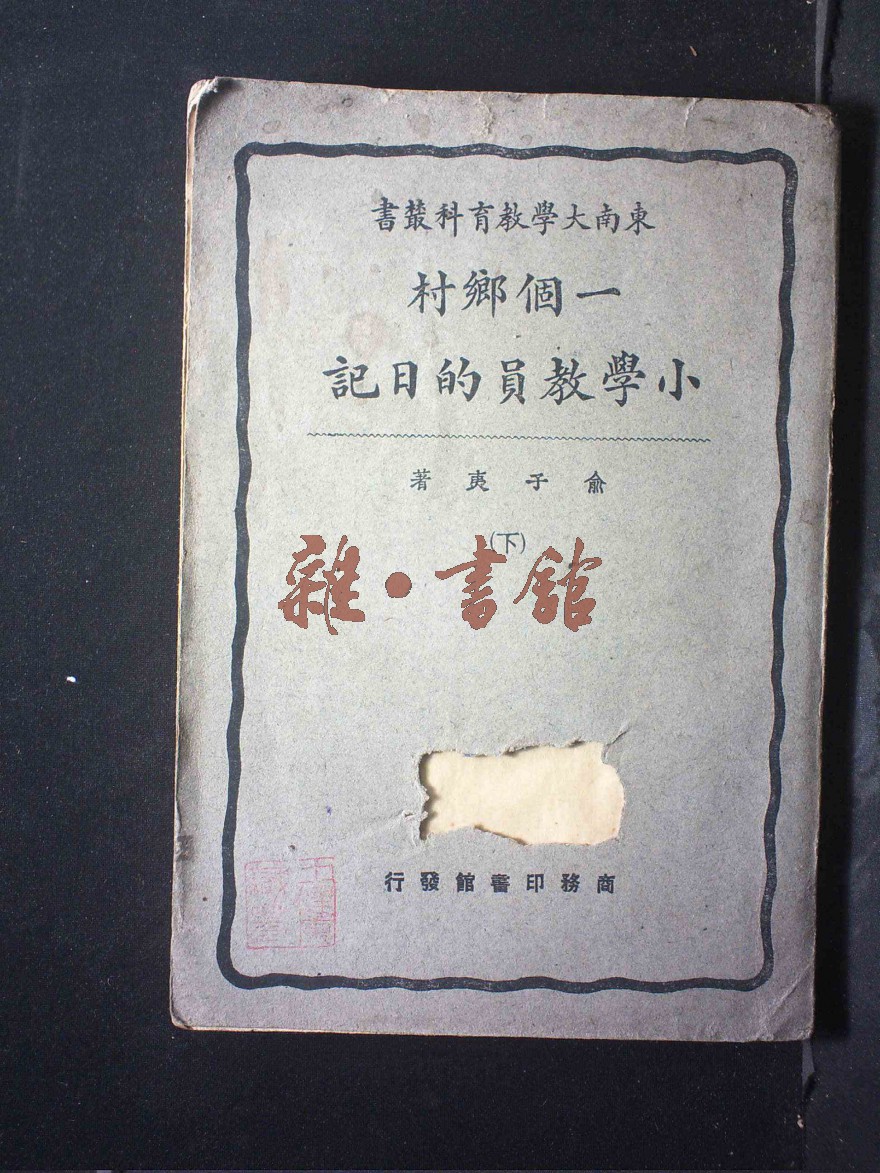 東南大學教育科叢書
一個鄉村
小學教員的日記
俞子夷著
(下)
雜·書館
商務印書館發行